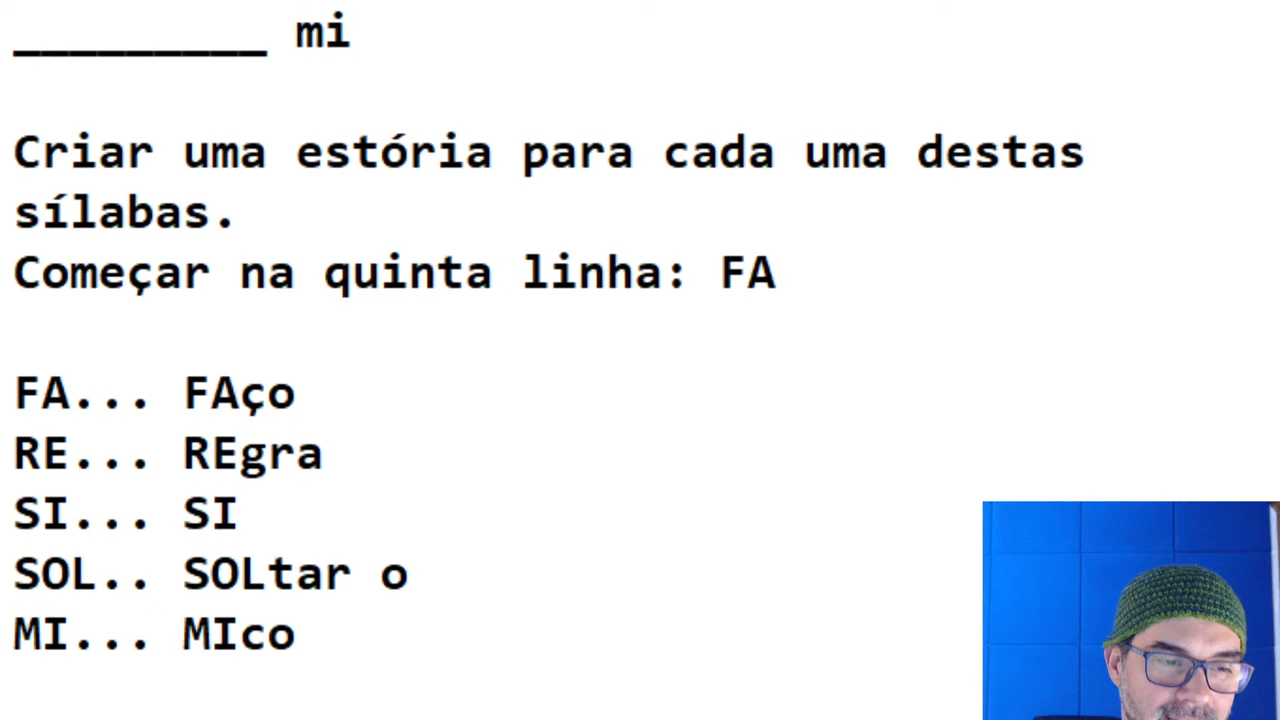 _________ mi
Criar uma estória para cada uma destas
sílabas.
Começar na quinta linha: FA
FA... FAço
RE... REgra
SI... SI
SOL.. SOLtar o
MI... MIco